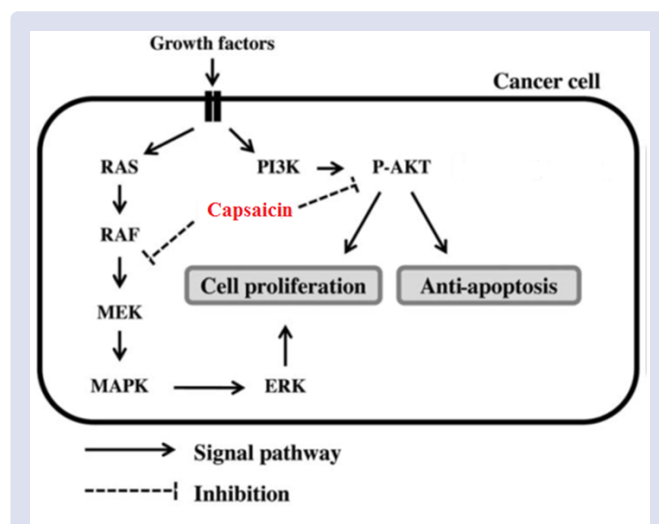 Growth factors
Cancer cell
RAS
PI3K
P-AKT
Capsaicin
RAF
Cell proliferation
Anti-apoptosis
MEK
MAPK
ERK
Signal pathway
Inhibition